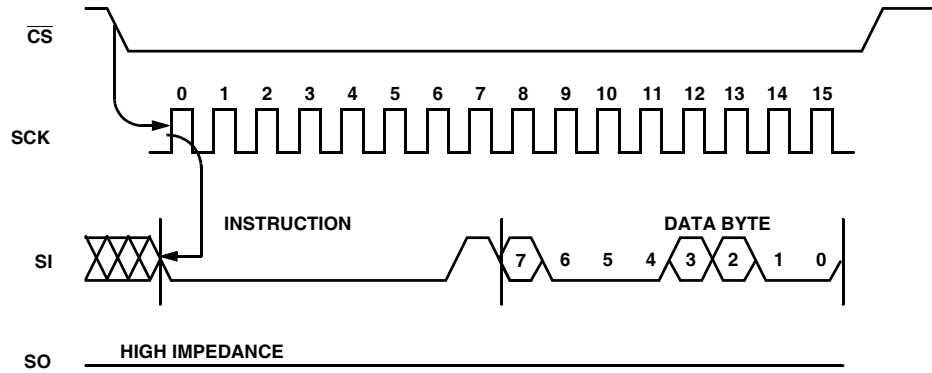 CS
0 1 2 3 4 5 6 7 8 9 10 11 12 13 14 15
SCK
INSTRUCTION DATA BYTE
SI 7 6 5 4 3 2 1 0
HIGH IMPEDANCE
SO